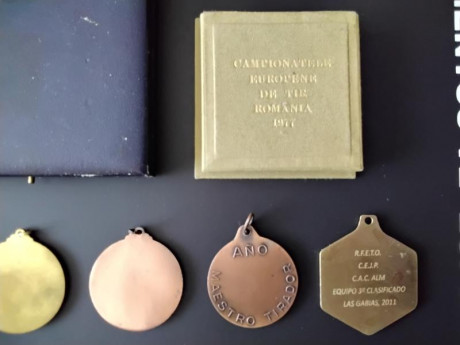 CAMPIONATELE
EUROPENE
DE TIR
ROMÂNIA
1977
AÑO
MAESTRO TIRADOR
R.F.E.T.O.
C.E.J.P.
C.A.C. ALM
EQUIPO 3º CLASIFICADO
LAS GABIAS, 2011